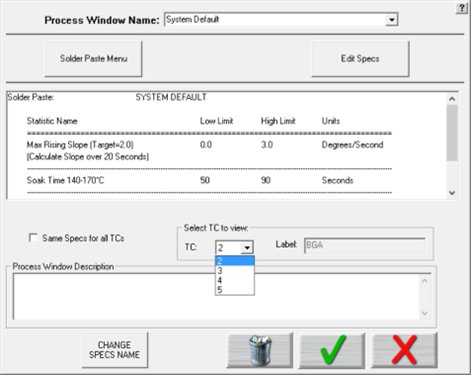 ?
Process Window Name: System Default
Solder Paste Menu
Edit Specs
Solder Paste: SYSTEM DEFAULT
Statistic Name Low Limit High Limit Units
Max Rising Slope (Target=2.0) 0.0 3.0 Degrees/Second
(Calculate Slope over 20 Seconds)
Soak Time 140-170°C 50 90 Seconds
Same Specs for all TCs
Select TC to view:
TC: 2 Label: BGA
2
3
4
5
Process Window Description
CHANGE
SPECS NAME